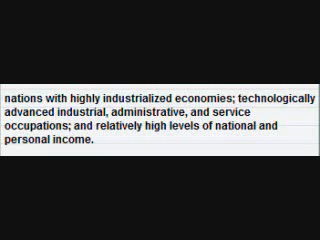 nations with highly industrialized economies; technologically
advanced industrial, administrative, and service
occupations; and relatively high levels of national and
personal income.